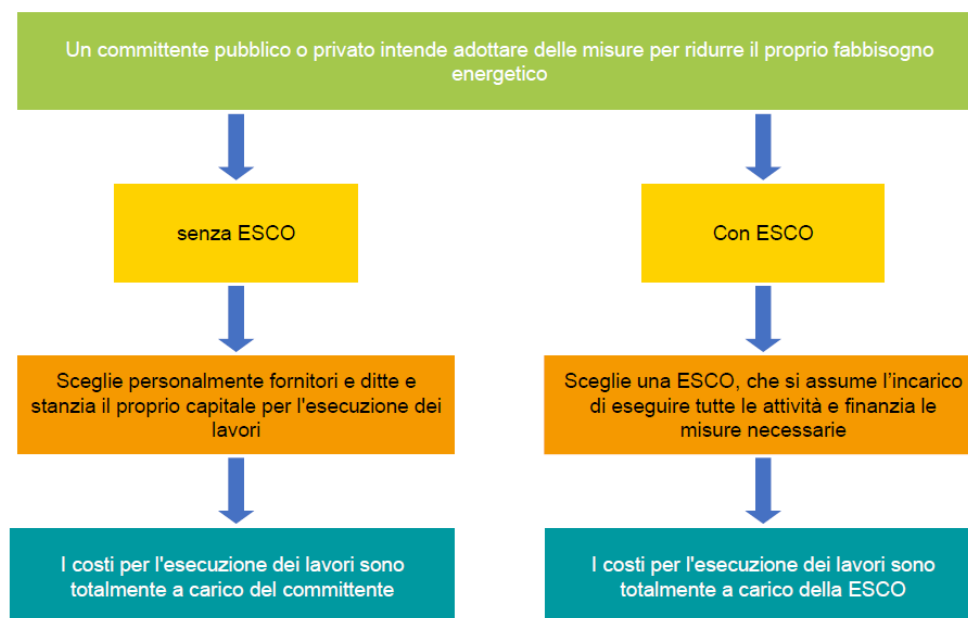 Un committente pubblico o privato intende adottare delle misure per ridurre il proprio fabbisogno
energetico
senza ESCO
Con ESCO
Sceglie personalmente fornitori e ditte e
stanzia il proprio capitale per l'esecuzione dei
lavori
Sceglie una ESCO, che si assume l’incarico
di eseguire tutte le attività e finanzia le
misure necessarie
I costi per l'esecuzione dei lavori sono
totalmente a carico del committente
I costi per l'esecuzione dei lavori sono
totalmente a carico della ESCO